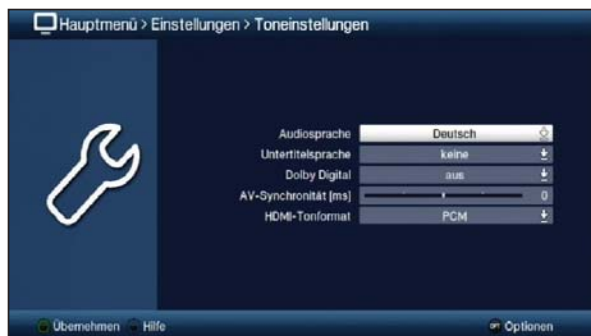 Hauptmenü > Einstellungen > Toneinstellungen
Audiosprache Deutsch
Untertitelsprache keine
Dolby Digital aus
AV-Synchronität [ms] 0
HDMI-Tonformat PCM
Übernehmen Hilfe OPT Optionen